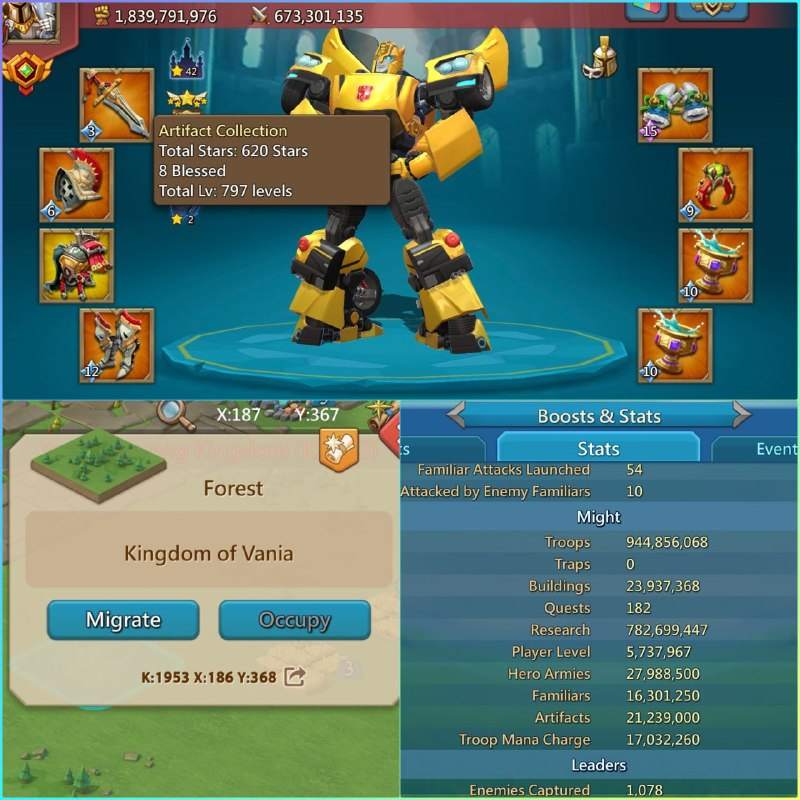 1,839,791,976
673,301,135
42
3
15
Artifact Collection
Total Stars: 620 Stars
8 Blessed
Total Lv: 797 levels
2
6
9
10
12
10
X:187 Y:367
Forest
Kingdom of Vania
Migrate
Occupy
K:1953 X:186 Y:368
3
Boosts & Stats
ts
Stats
Event
Familiar Attacks Launched 54
Attacked by Enemy Familiars 10
Might
Troops 944,856,068
Traps 0
Buildings 23,937,368
Quests 182
Research 782,699,447
Player Level 5,737,967
Hero Armies 27,988,500
Familiars 16,301,250
Artifacts 21,239,000
Troop Mana Charge 17,032,260
Leaders
Enemies Captured 1,078